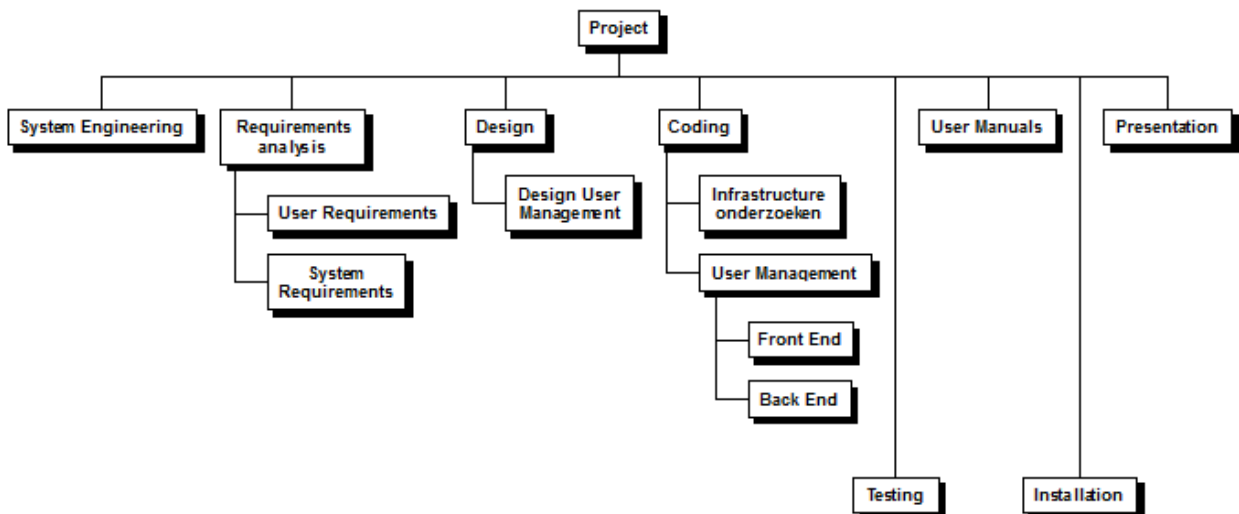 Project
System Engineering
Requirements
analysis
Design
Coding
User Manuals
Presentation
User Requirements
System
Requirements
Design User
Management
Infrastructure
onderzoeken
User Management
Front End
Back End
Testing
Installation